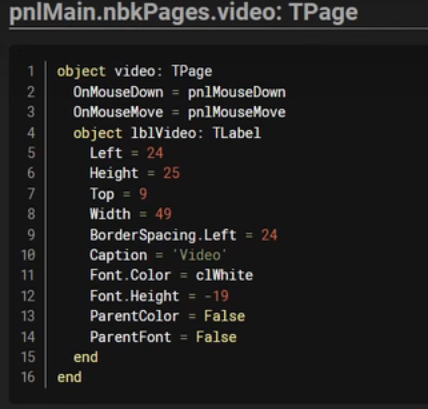 pnlMain.nbkPages.video: TPage
1 object video: TPage
2 OnMouseDown = pnlMouseDown
3 OnMouseMove = pnlMouseMove
4 object lblVideo: TLabel
5 Left = 24
6 Height = 25
7 Top = 9
8 Width = 49
9 BorderSpacing.Left = 24
10 Caption = 'Video'
11 Font.Color = clWhite
12 Font.Height = -19
13 ParentColor = False
14 ParentFont = False
15 end
16 end